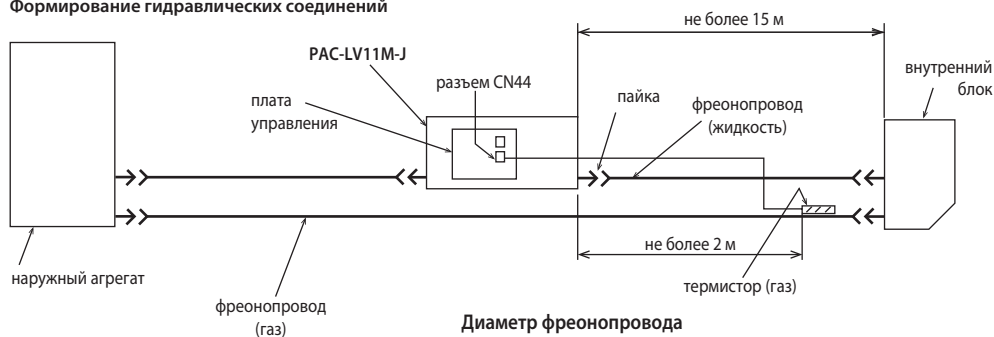 Формирование гидравлических соединений
не более 15 м
PAC-LV11M-J
разъем CN44
внутренний
блок
плата
управления
пайка
фреонопровод
(жидкость)
не более 2 м
наружный агрегат
термистор (газ)
фреонопровод
(газ)
Диаметр фреонопровода